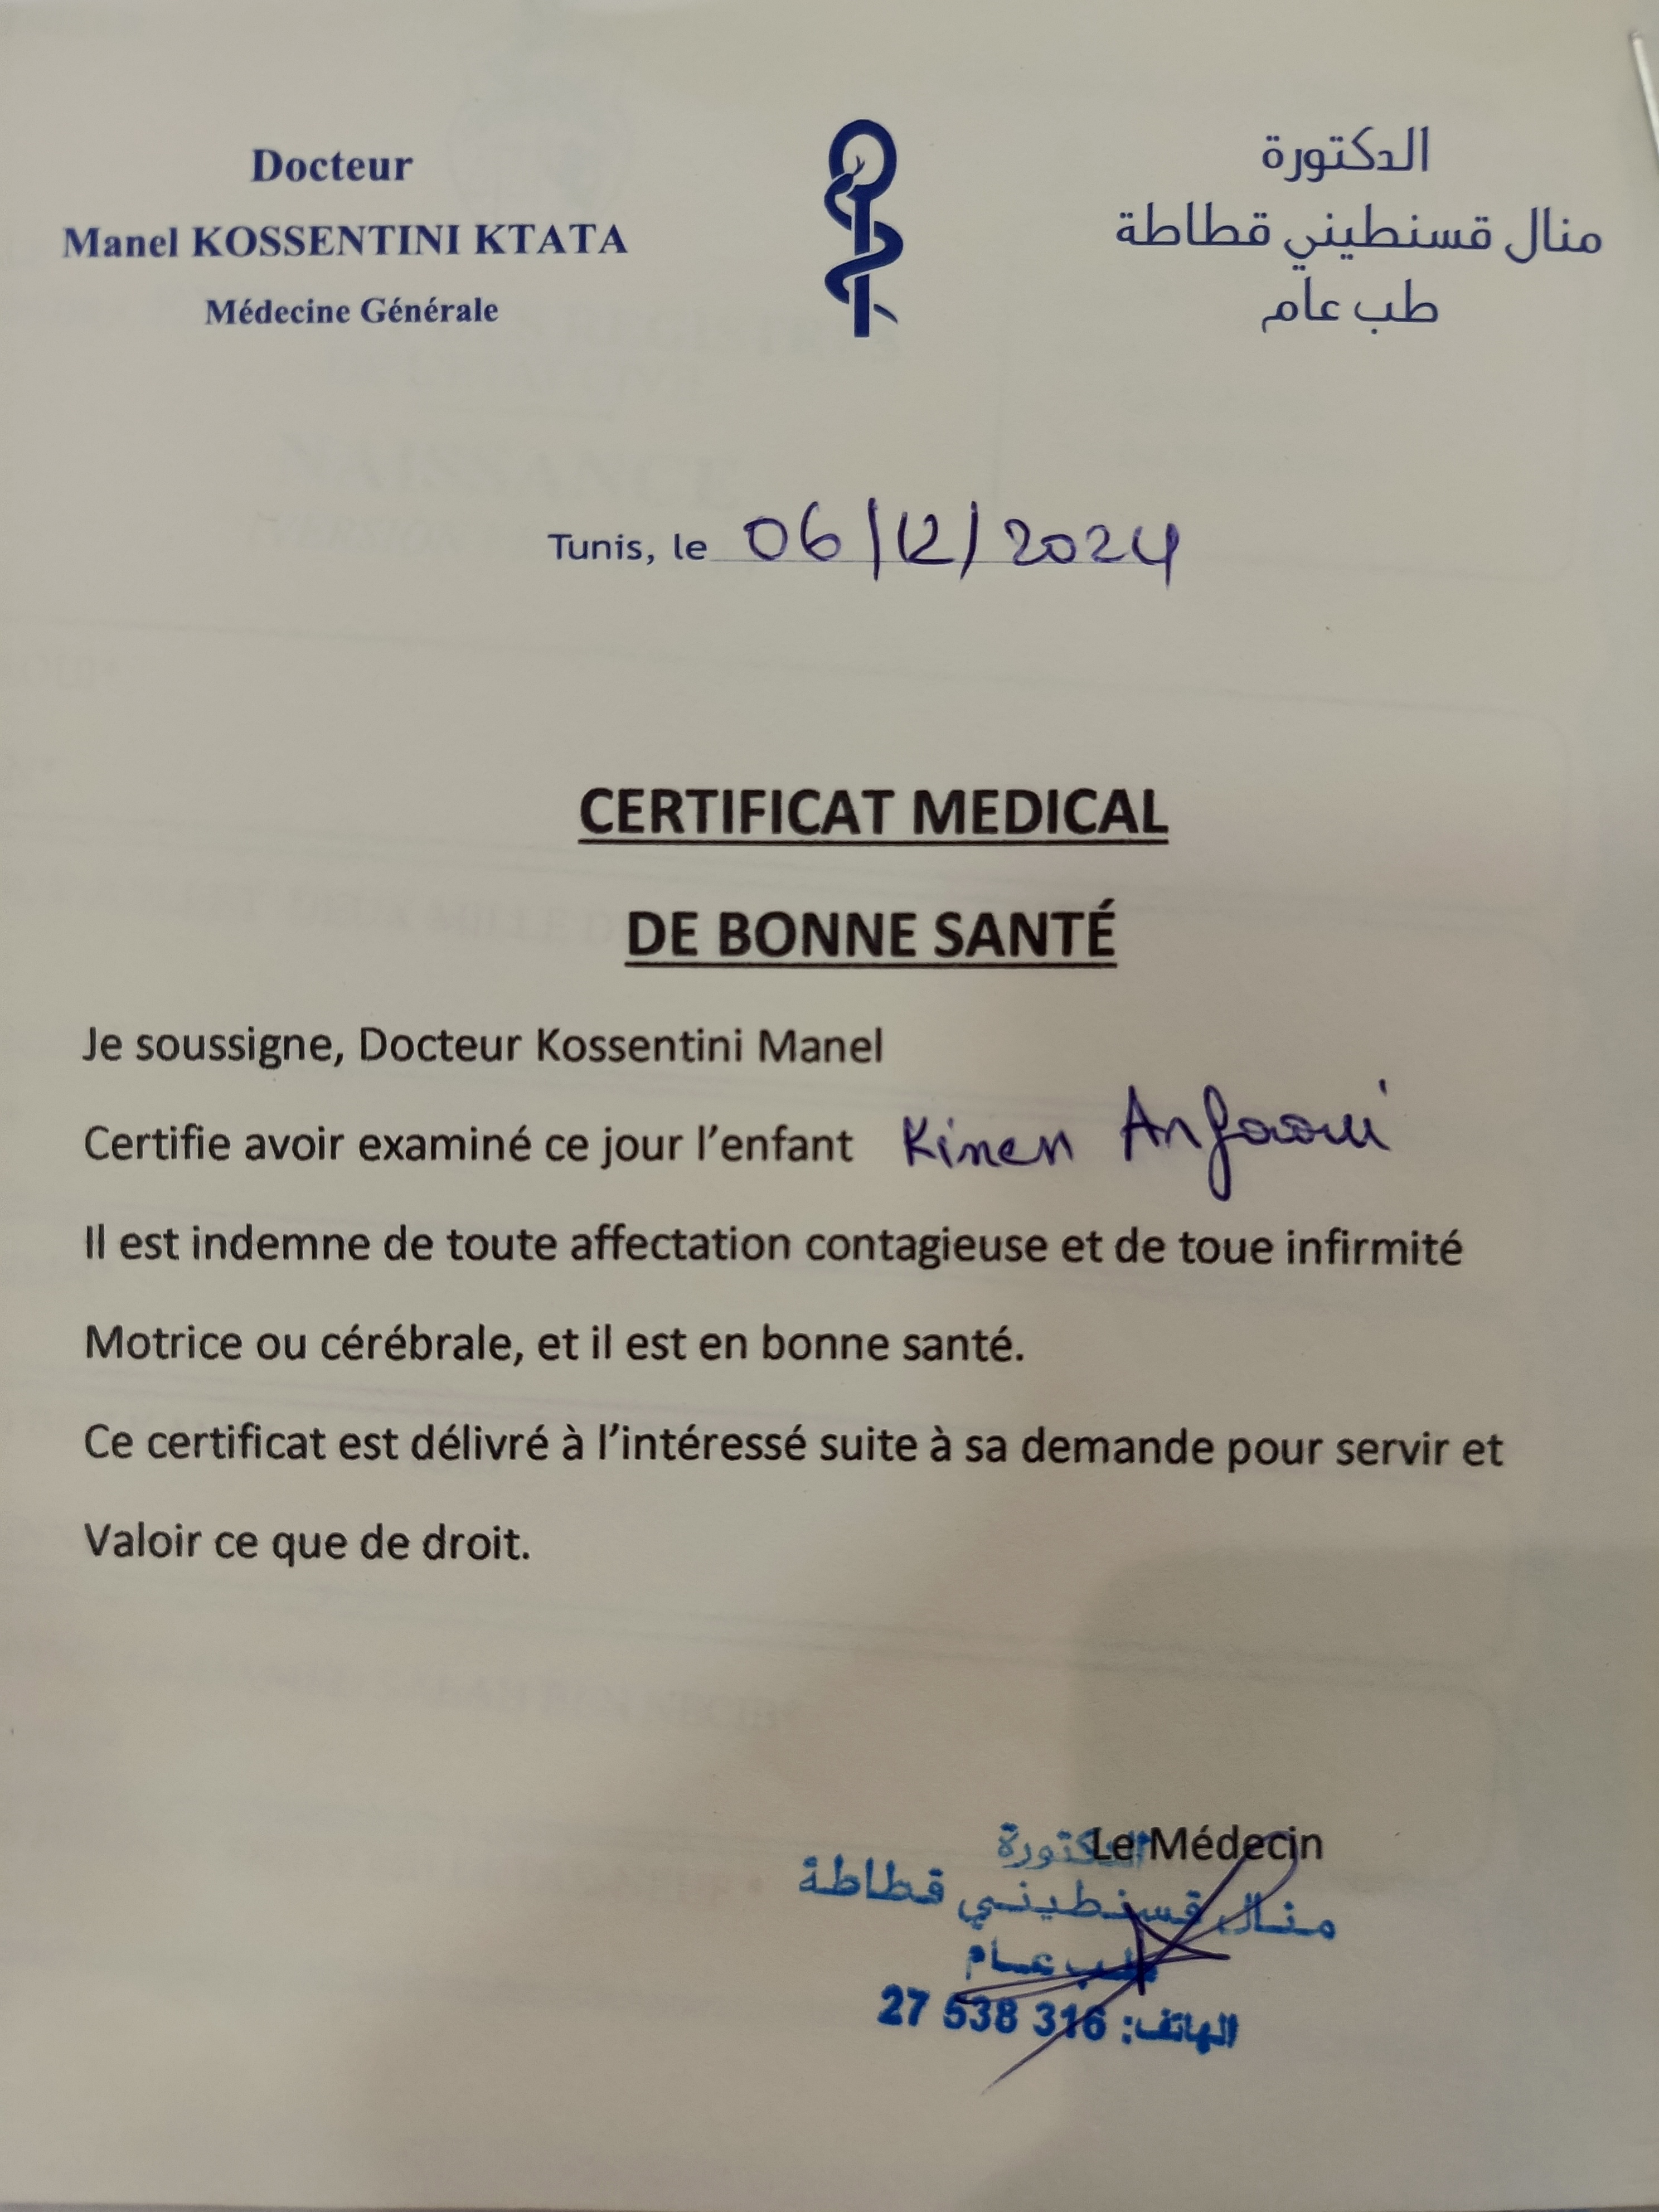 Docteur
Manel KOSSENTINI KTATA
Médecine Générale
الدكتورة
منال قسنطيني قطاطة
طب عام
Tunis, le 06/12/2024
CERTIFICAT MEDICAL
DE BONNE SANTÉ
Je soussigne, Docteur Kossentini Manel
Certifie avoir examiné ce jour l'enfant Kinen
Il est indemne de toute affectation contagieuse et de toue infirmité
Motrice ou cérébrale, et il est en bonne santé.
Ce certificat est délivré à l'intéressé suite à sa demande pour servir et
Valoir ce que de droit.
Le Médecin
الدكتورة
منال قسنطيني قطاطة
طب عام
الهاتف: 27 538 316
NAISSANCE